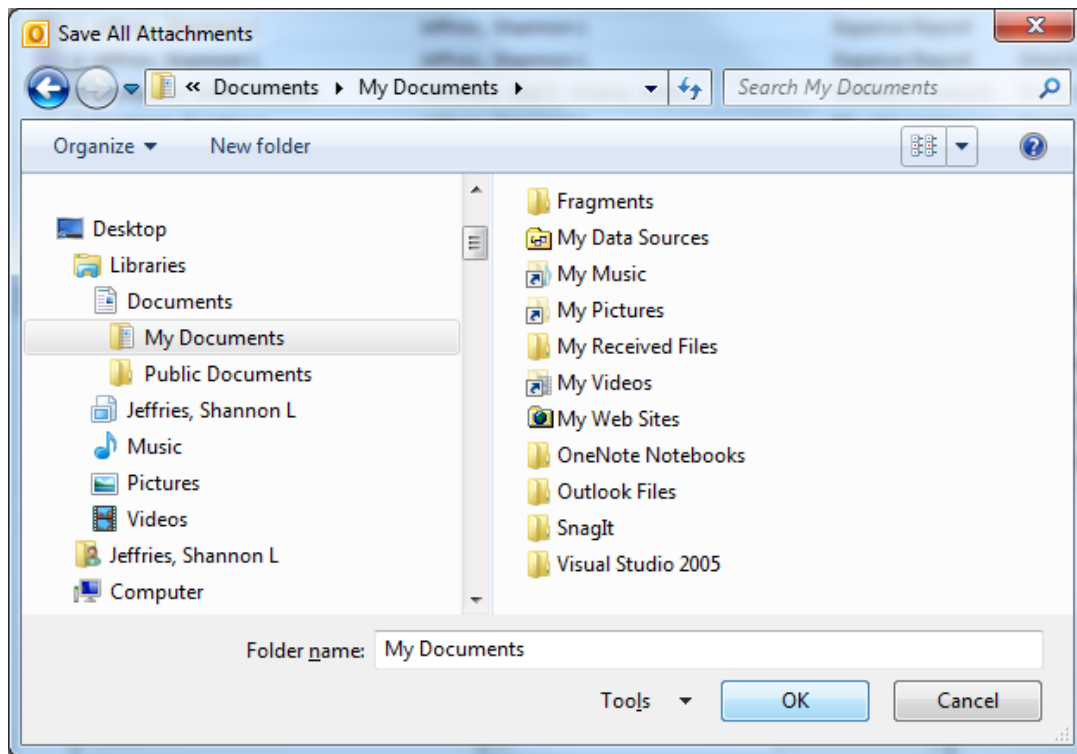 Save All Attachments
« Documents My Documents
Search My Documents
Organize New folder
Desktop
Libraries
Documents
My Documents
Public Documents
Jeffries, Shannon L
Music
Pictures
Videos
Jeffries, Shannon L
Computer
Fragments
My Data Sources
My Music
My Pictures
My Received Files
My Videos
My Web Sites
OneNote Notebooks
Outlook Files
SnagIt
Visual Studio 2005
Folder name: My Documents
Tools OK Cancel